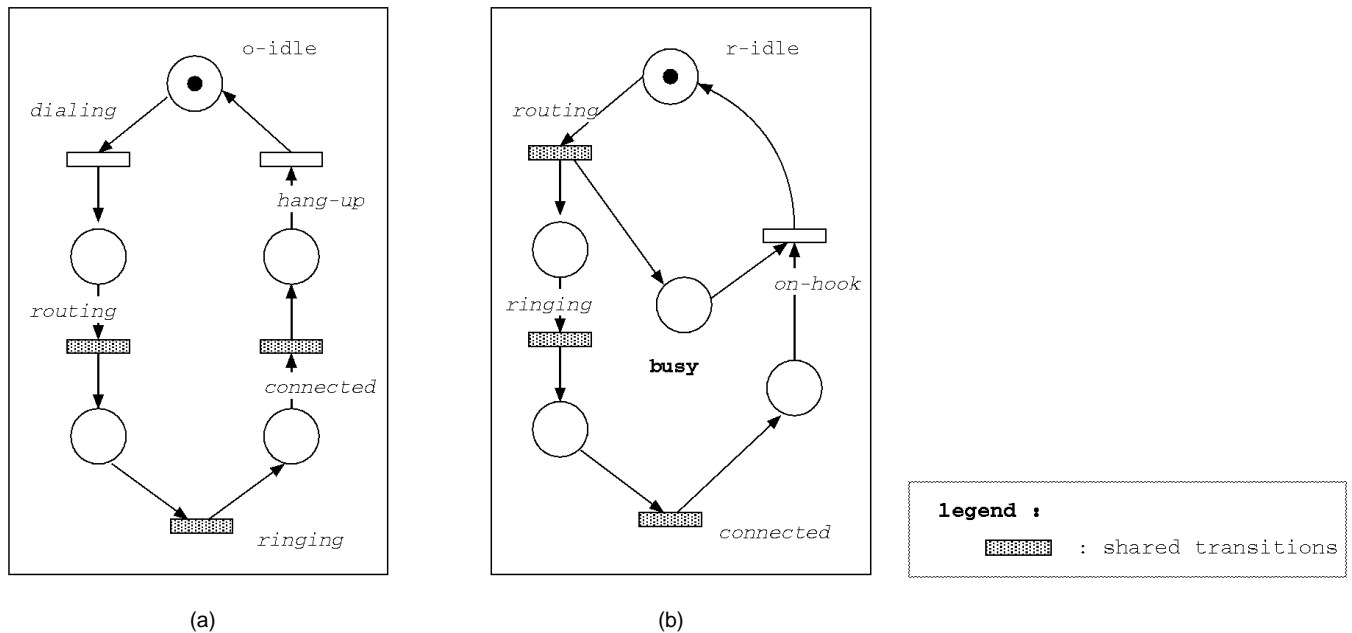 o-idle
dialing
hang-up
routing
connected
ringing
(a)
r-idle
routing
on-hook
ringing
busy
connected
(b)
legend :
: shared transitions